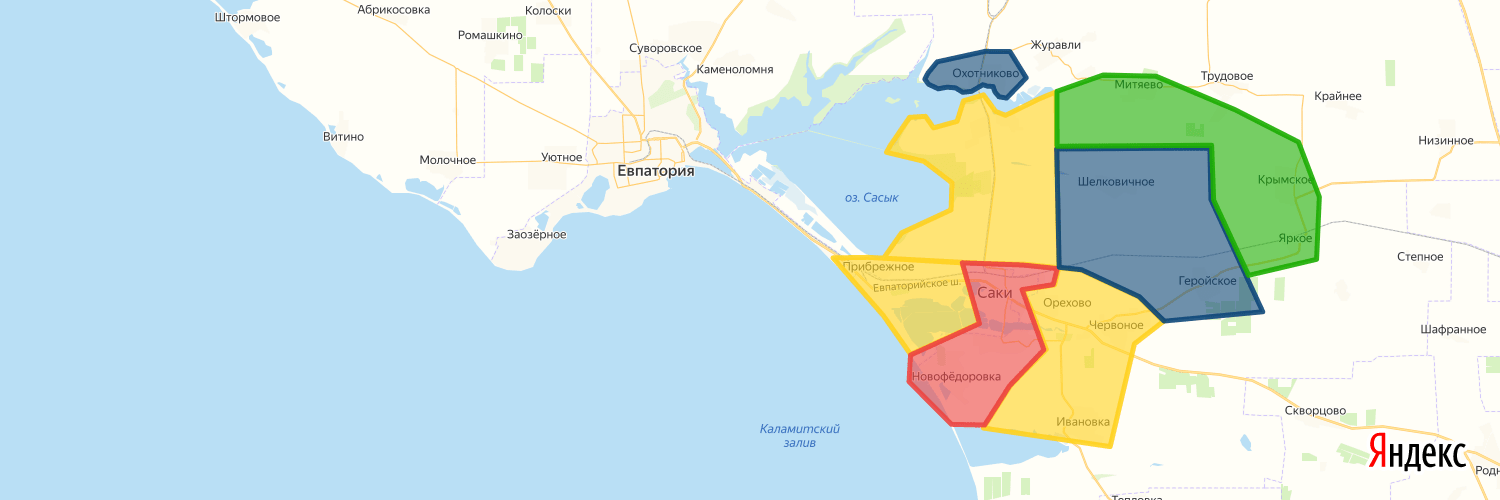 Штормовое
Абрикосовка
Колоски
Ромашкино
Суворовское
Каменоломня
Журавли
Охотниково
Митяево
Трудовое
Крайнее
Витино
Низинное
Молочное
Уютное
Евпатория
Шелковичное
Крымское
оз. Сасык
Заозёрное
Яркое
Степное
Прибрежное
Евпаторийское ш.
Саки
Геройское
Орехово
Червоное
Шафранное
Новофёдоровка
Скворцово
Ивановка
Каламитский
залив
Яндекс
Родн
Тепловка